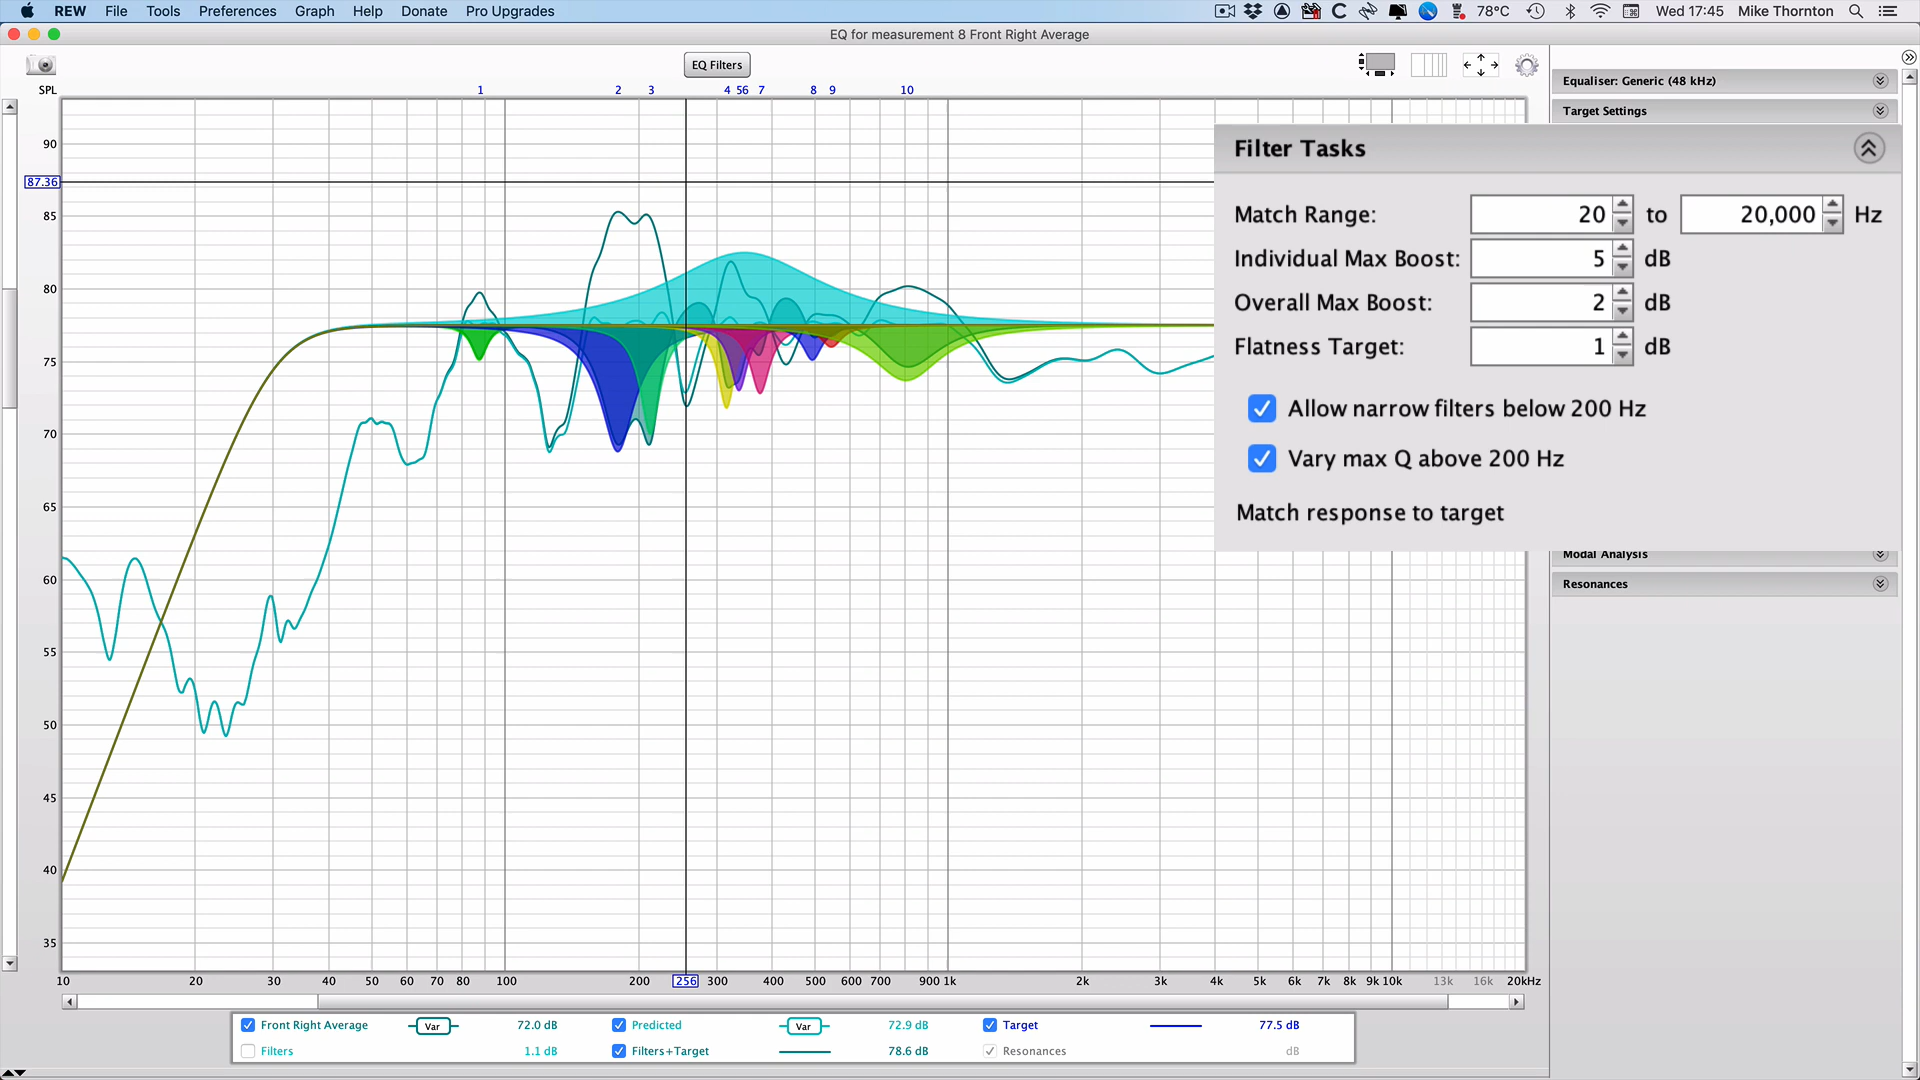 REW File Tools Preferences Graph Help Donate Pro Upgrades 78°C Wed 17:45 Mike Thornton
EQ for measurement 8 Front Right Average
EQ Filters
SPL
1 2 3 4 5 6 7 8 9 10
90
87.36
85
80
75
70
65
60
55
50
45
40
35
10 20 30 40 50 60 70 80 100 200 256 300 400 500 600 700 900 1k 2k 3k 4k 5k 6k 7k 8k 9k 10k 13k 16k 20kHz
Front Right Average Var 72.0 dB Predicted Var 72.9 dB Target 77.5 dB
Filters 1.1 dB Filters+Target 78.6 dB Resonances dB
Equaliser: Generic (48 kHz)
Target Settings
Filter Tasks
Match Range: 20 to 20,000 Hz
Individual Max Boost: 5 dB
Overall Max Boost: 2 dB
Flatness Target: 1 dB
Allow narrow filters below 200 Hz
Vary max Q above 200 Hz
Match response to target
Modal Analysis
Resonances